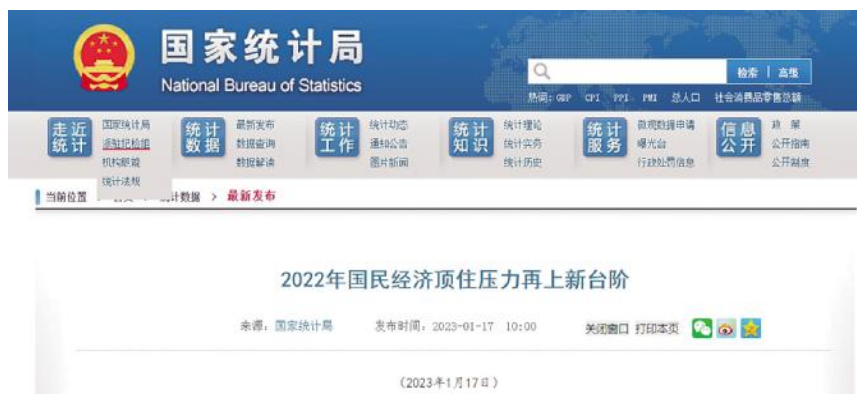 国家统计局
National Bureau of Statistics
检索 | 高级
热词: GDP CPI PPI PMI 总人口 社会消费品零售总额
走近统计 国家统计局 统计数据 最新发布 统计工作 统计动态 统计知识 统计理论 统计服务 微观数据申请 信息公开 政策
派驻纪检组 数据查询 通知公告 统计实务 曝光台 公开指南
机构职能 数据解读 图片新闻 统计历史 行政处罚信息 公开制度
统计法规
当前位置 计数据 > 最新发布
2022年国民经济顶住压力再上新台阶
来源: 国家统计局 发布时间: 2023-01-17 10:00 关闭窗口 打印本页
(2023年1月17日)